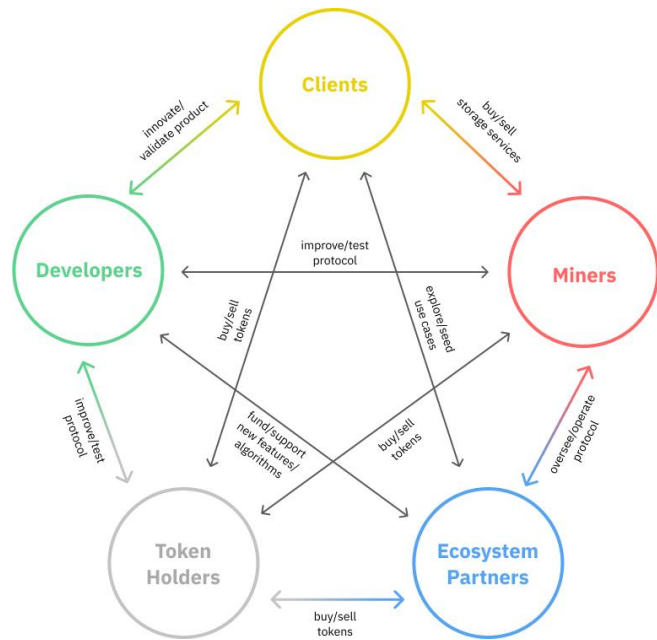 Clients
innovate/
validate product
buy/sell
storage services
Developers
improve/test
protocol
Miners
buy/sell
tokens
explore/seed
use cases
improve/test
protocol
fund/support
new features/
algorithms
buy/sell
tokens
oversee/operate
protocol
Token
Holders
Ecosystem
Partners
buy/sell
tokens